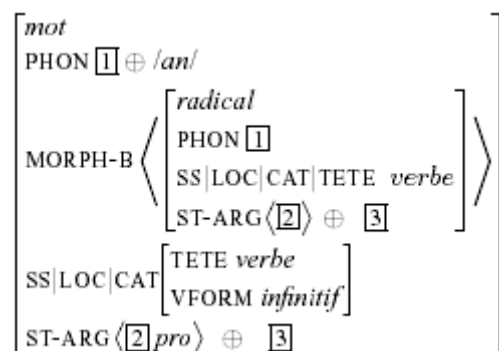 mot
PHON 1 ⊕ /an/
radical
PHON 1
MORPH-B ⟨ SS|LOC|CAT|TETE verbe ⟩
ST-ARG⟨2⟩ ⊕ 3
TETE verbe
SS|LOC|CAT
VFORM infinitif
ST-ARG⟨2 pro⟩ ⊕ 3